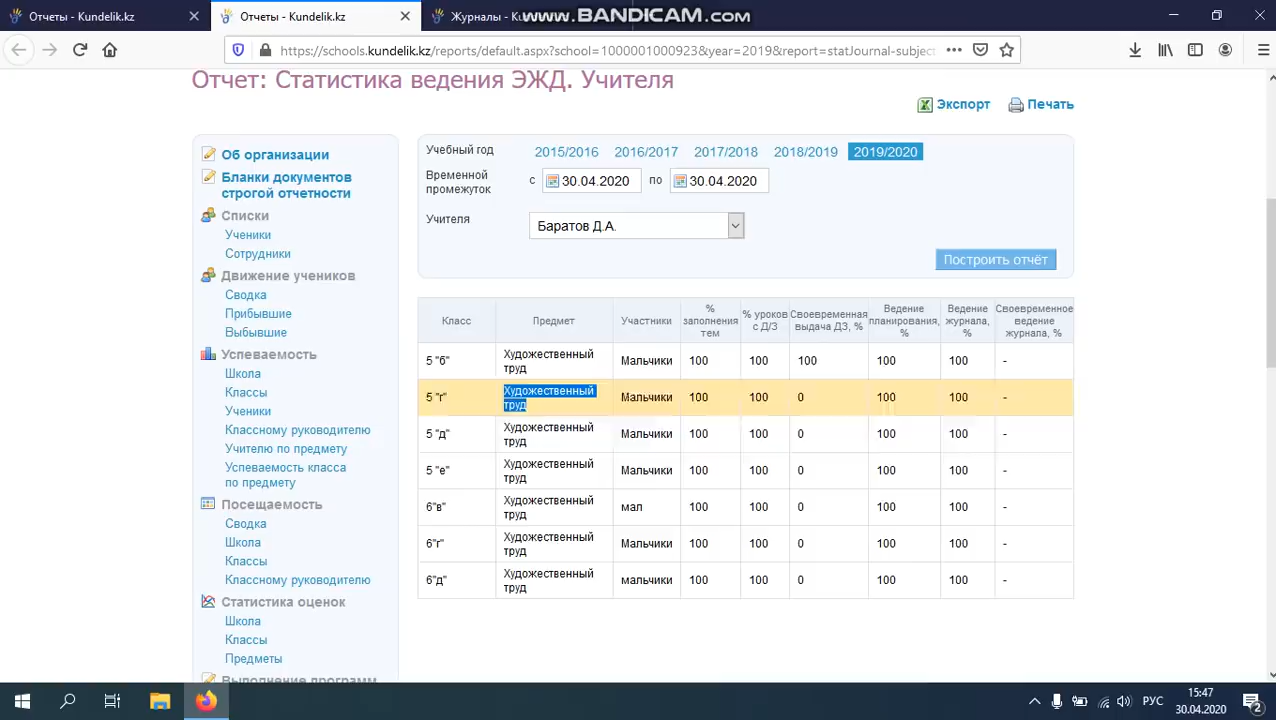 Отчеты - Kundelik.kz
Отчеты - Kundelik.kz
Журналы - Ku
www.BANDICAM.com
https://schools.kundelik.kz/reports/default.aspx?school=1000001000923&year=2019&report=statJournal-subject
Отчет: Статистика ведения ЭЖД. Учителя
Экспорт Печать
Об организации
Бланки документов
строгой отчетности
Списки
Ученики
Сотрудники
Движение учеников
Сводка
Прибывшие
Выбывшие
Успеваемость
Школа
Классы
Ученики
Классному руководителю
Учителю по предмету
Успеваемость класса
по предмету
Посещаемость
Сводка
Школа
Классы
Классному руководителю
Статистика оценок
Школа
Классы
Предметы
Выполнение программ
Учебный год 2015/2016 2016/2017 2017/2018 2018/2019 2019/2020
Временной
промежуток
с 30.04.2020 по 30.04.2020
Учителя Баратов Д.А.
Построить отчёт
Класс Предмет Участники % заполнения тем % уроков с Д/З Своевременная выдача ДЗ, % Ведение планирования, % Ведение журнала, % Своевременное ведение журнала, %
5 "б" Художественный труд Мальчики 100 100 100 100 100 -
5 "г" Художественный труд Мальчики 100 100 0 100 100 -
5 "д" Художественный труд Мальчики 100 100 0 100 100 -
5 "е" Художественный труд Мальчики 100 100 0 100 100 -
6"в" Художественный труд мал 100 100 0 100 100 -
6"г" Художественный труд Мальчики 100 100 0 100 100 -
6"д" Художественный труд мальчики 100 100 0 100 100 -
РУС
15:47
30.04.2020
2